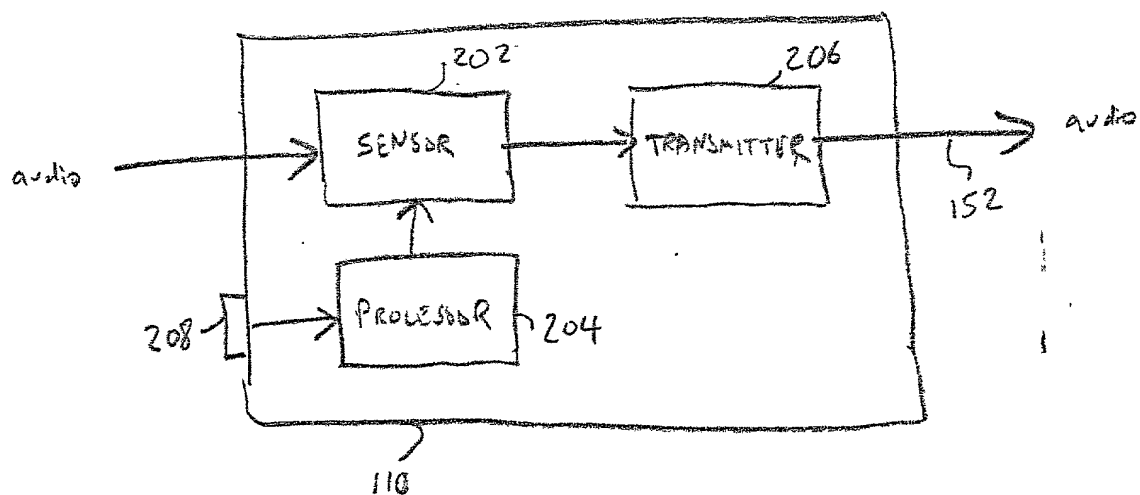 202
206
SENSOR
TRANSMITTER
audio
audio
152
PROCESSOR
208
204
110